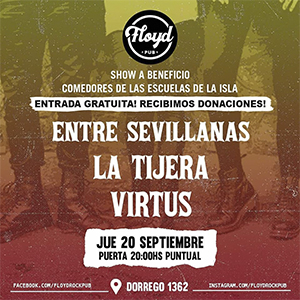 Floyd
PUB
SHOW A BENEFICIO
COMEDORES DE LAS ESCUELAS DE LA ISLA
ENTRADA GRATUITA! RECIBIMOS DONACIONES!
ENTRE SEVILLANAS
LA TIJERA
VIRTUS
JUE 20 SEPTIEMBRE
PUERTA 20:00HS PUNTUAL
FACEBOOK.COM/FLOYDROCKPUB
DORREGO 1362
INSTAGRAM.COM/FLOYDROCKPUB